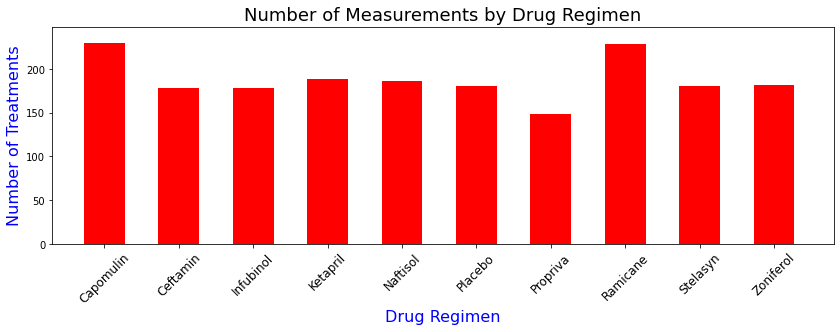 Number of Measurements by Drug Regimen
Number of Treatments
200
150
100
50
0
Capomulin
Ceftamin
Infubinol
Ketapril
Naftisol
Placebo
Propriva
Ramicane
Stelasyn
Zoniferol
Drug Regimen